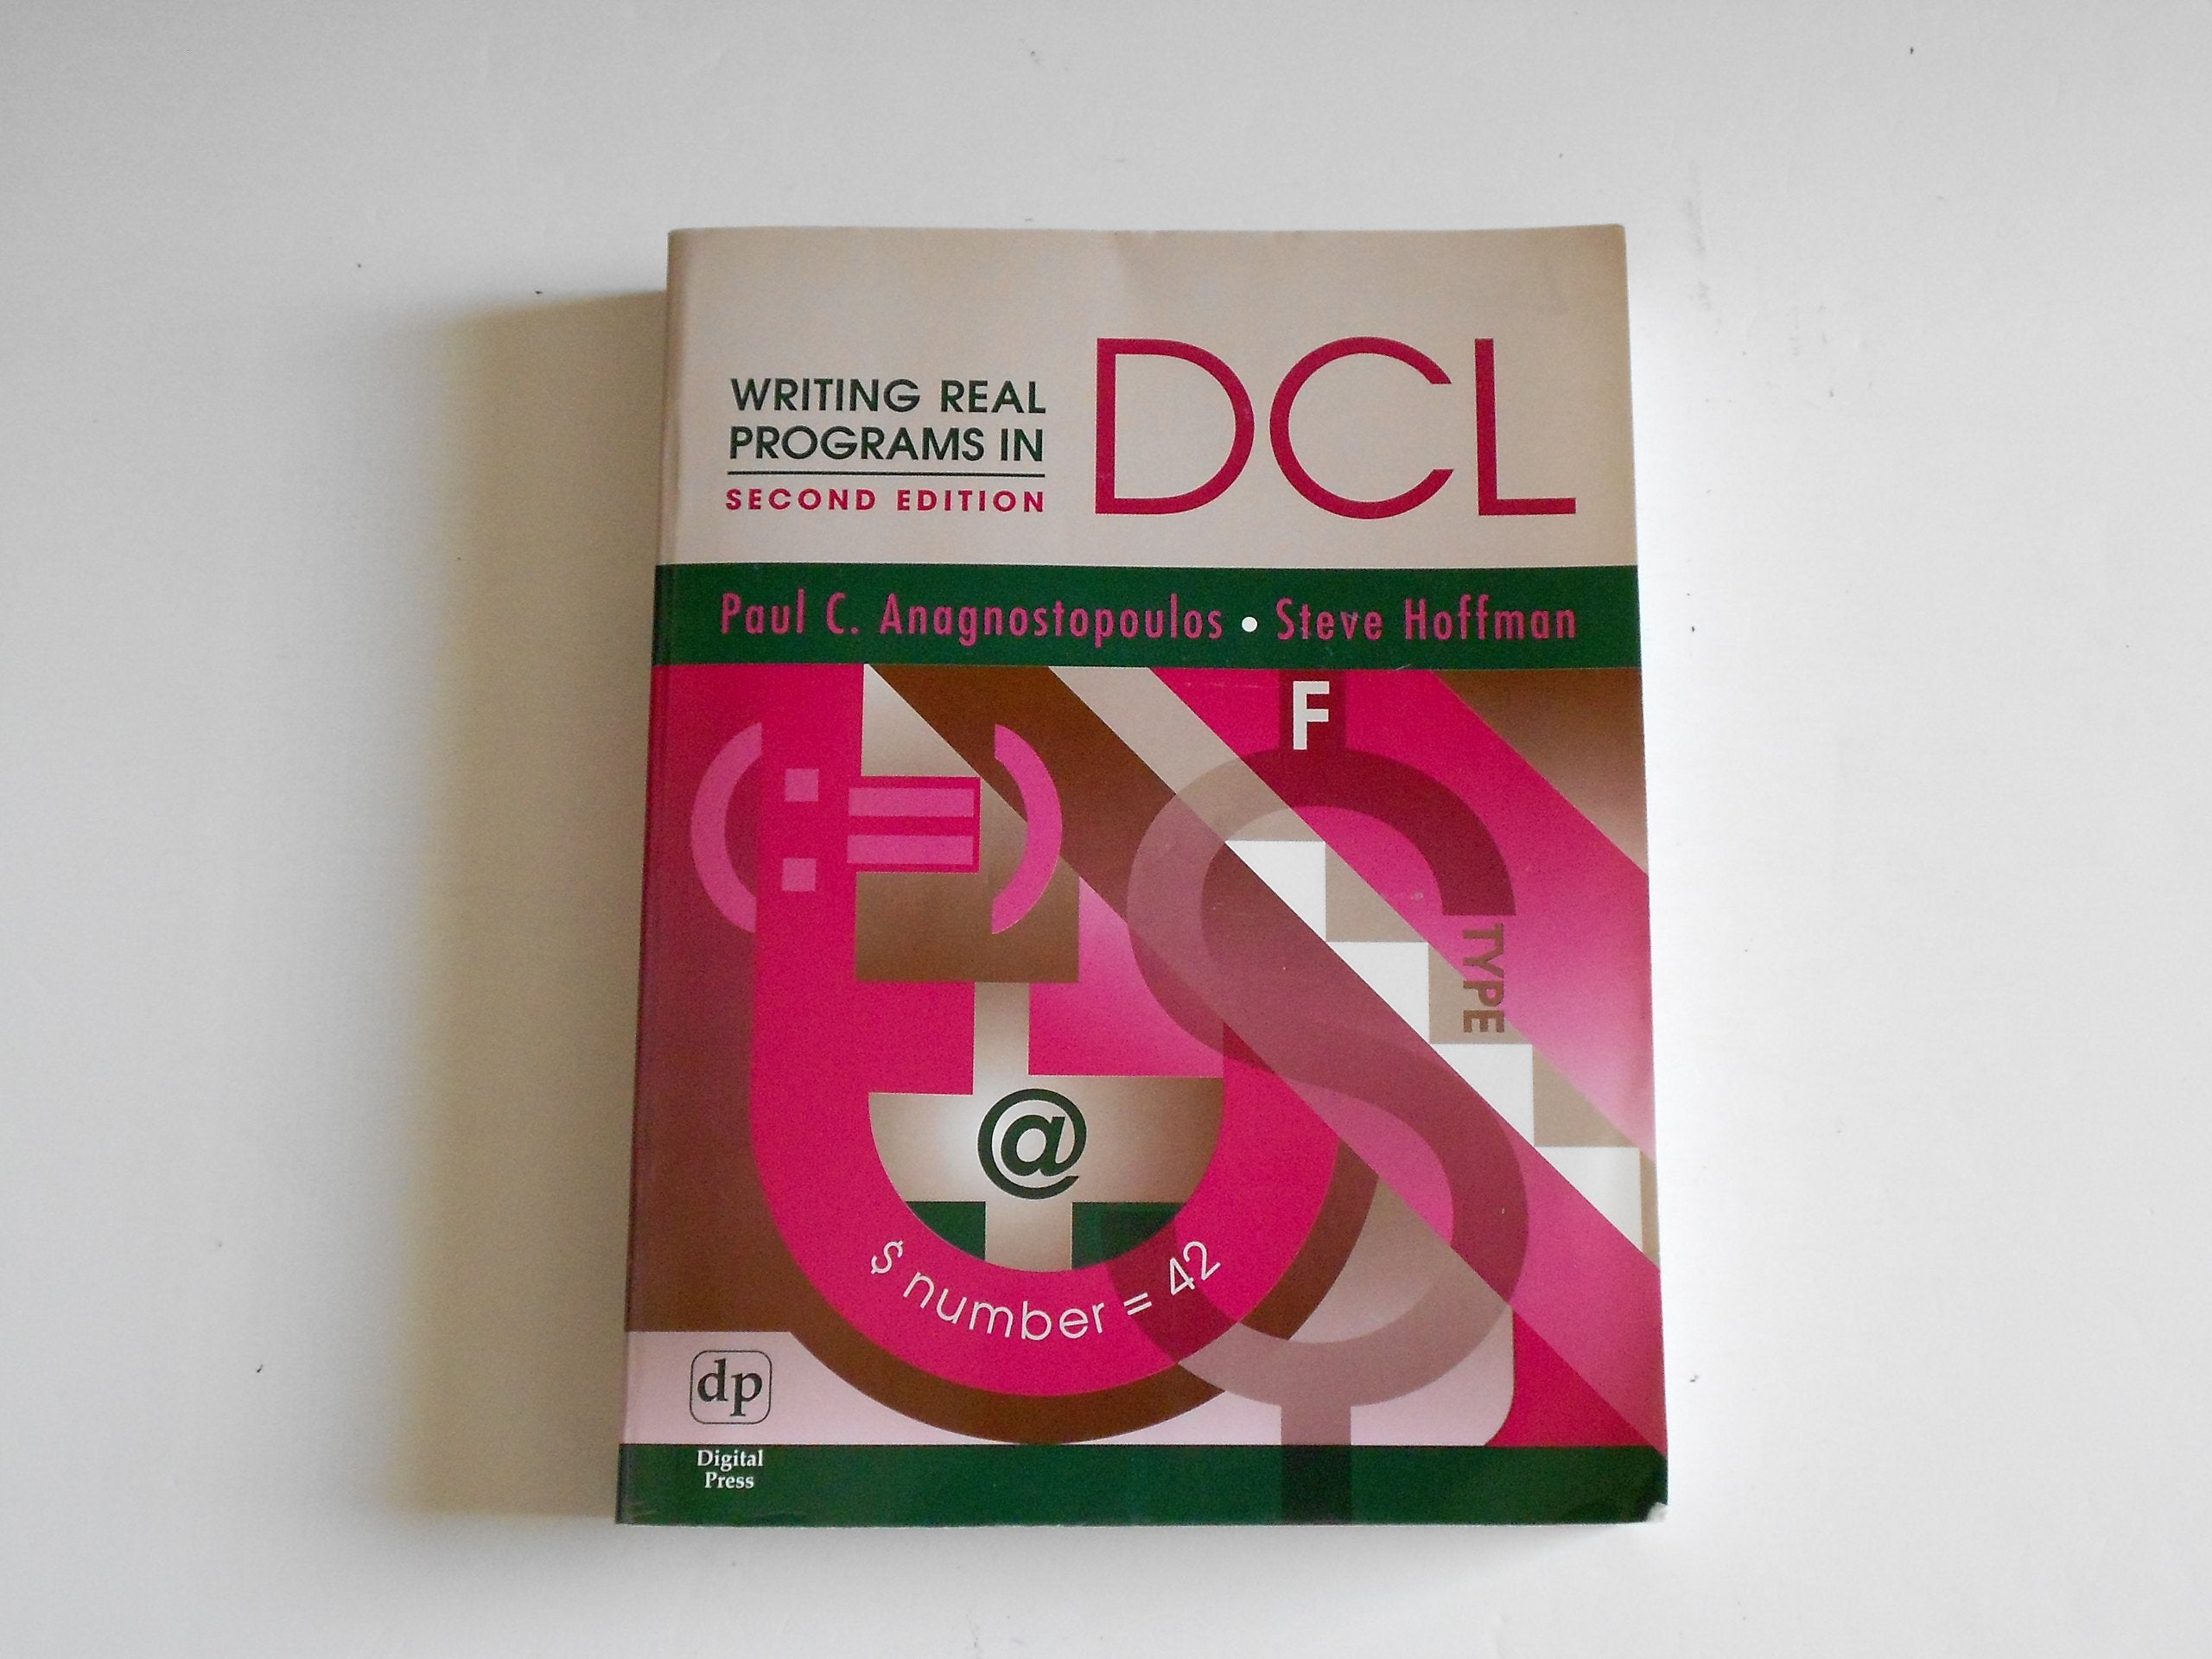 WRITING REAL
PROGRAMS IN
DCL
SECOND EDITION
Paul C. Anagnostopoulos • Steve Hoffman
F
( := )
TYPE
@
$ number = 42
dp
Digital
Press